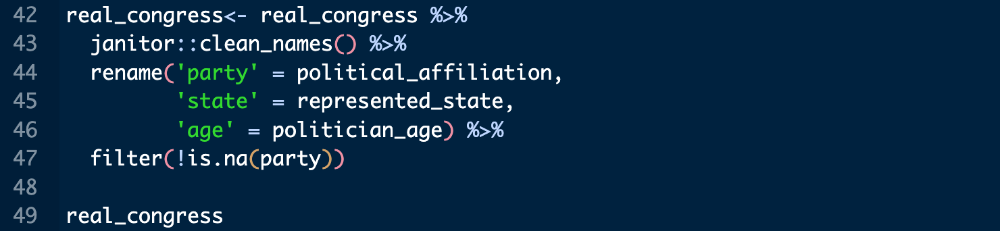 42 real_congress<- real_congress %>%
43   janitor::clean_names() %>%
44   rename('party' = political_affiliation,
45          'state' = represented_state,
46          'age' = politician_age) %>%
47   filter(!is.na(party))
48
49 real_congress